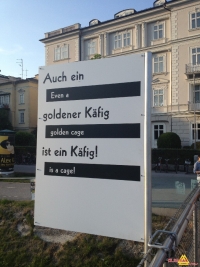 Auch ein
Even a
goldener Käfig
golden cage
ist ein Käfig!
is a cage!